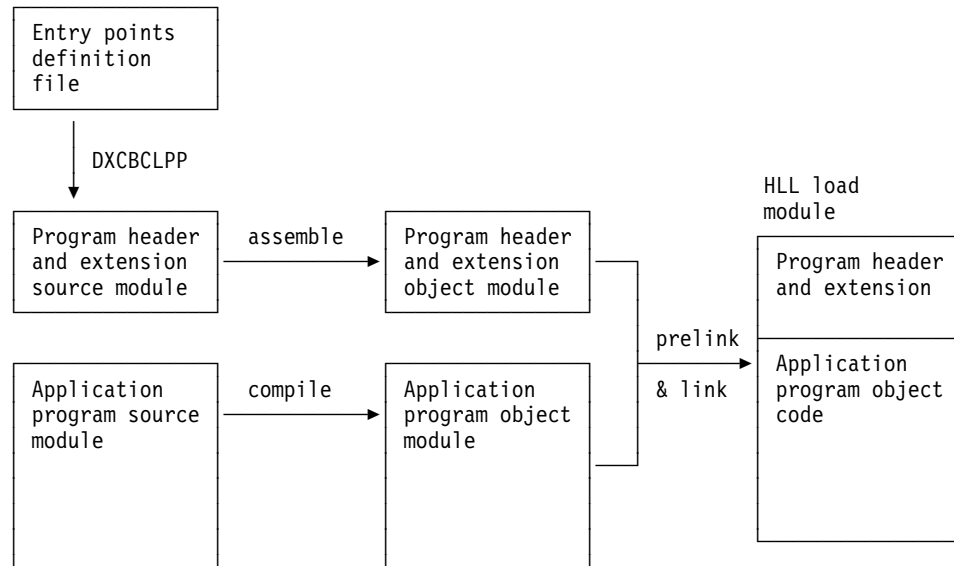 Entry points
definition
file
DXCBCLPP
HLL load
module
Program header
and extension
source module
assemble
Program header
and extension
object module
Program header
and extension
prelink
& link
Application
program source
module
compile
Application
program object
module
Application
program object
code